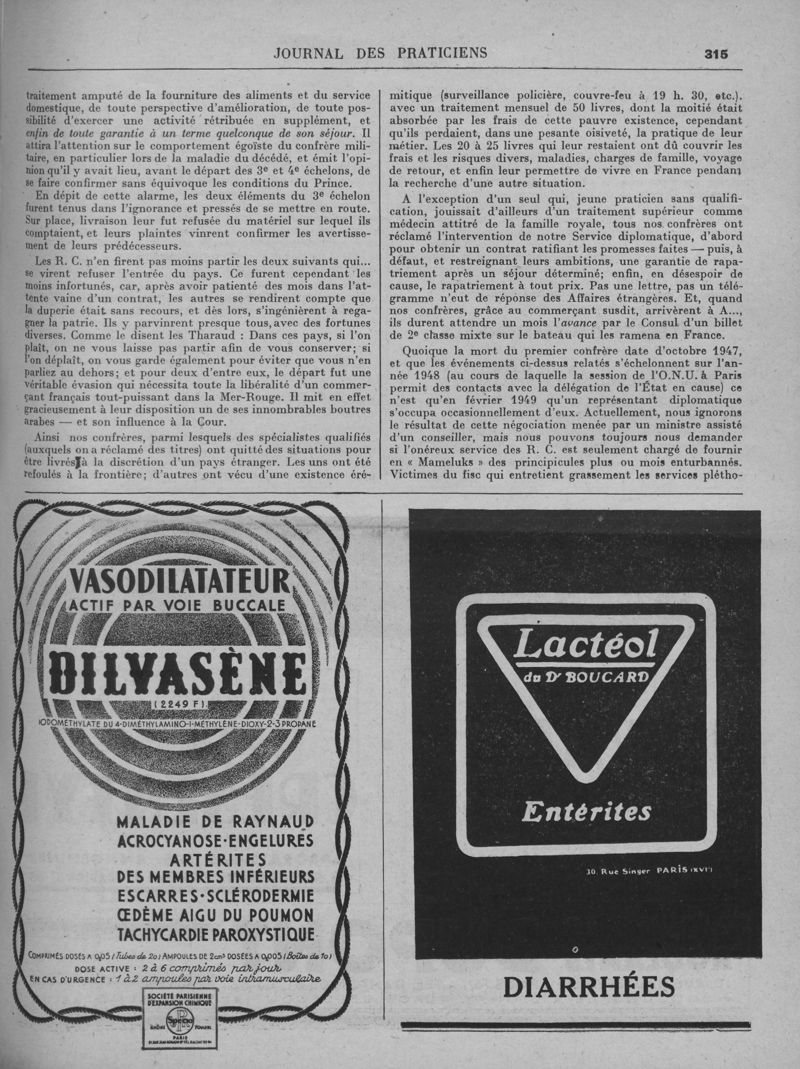 JOURNAL DES PRATICIENS
315
traitement amputé de la fourniture des aliments et du service
domestique, de toute perspective d'amélioration, de toute pos-
sibilité d'exercer une activité rétribuée en supplément, et
enfin de toute garantie à un terme quelconque de son séjour. Il
attira l'attention sur le comportement égoïste du confrère mili-
taire, en particulier lors de la maladie du décédé, et émit l'opi-
nion qu'il y avait lieu, avant le départ des 3e et 4e échelons, de
se faire confirmer sans équivoque les conditions du Prince.
En dépit de cette alarme, les deux éléments du 3e échelon
furent tenus dans l'ignorance et pressés de se mettre en route.
Sur place, livraison leur fut refusée du matériel sur lequel ils
comptaient, et leurs plaintes vinrent confirmer les avertisse-
ment de leurs prédécesseurs.
Les R. C. n'en firent pas moins partir les deux suivants qui...
se virent refuser l'entrée du pays. Ce furent cependant les
moins infortunés, car, après avoir patienté des mois dans l'at-
tente vaine d'un contrat, les autres se rendirent compte que
la duperie était sans recours, et dès lors, s'ingénièrent à rega-
gner la patrie. Ils y parvinrent presque tous, avec des fortunes
diverses. Comme le disent les Tharaud : Dans ces pays, si l'on
plaît, on ne vous laisse pas partir afin de vous conserver; si
l'on déplaît, on vous garde également pour éviter que vous n'en
parliez au dehors; et pour deux d'entre eux, le départ fut une
véritable évasion qui nécessita toute la libéralité d'un commer-
çant français tout-puissant dans la Mer-Rouge. Il mit en effet
gracieusement à leur disposition un de ses innombrables boutres
arabes — et son influence à la Cour.
Ainsi nos confrères, parmi lesquels des spécialistes qualifiés
(auxquels on a réclamé des titres) ont quitté des situations pour
être livrés à la discrétion d'un pays étranger. Les uns ont été
refoulés à la frontière; d'autres ont vécu d'une existence éré-
mitique (surveillance policière, couvre-feu à 19 h. 30, etc.).
avec un traitement mensuel de 50 livres, dont la moitié était
absorbée par les frais de cette pauvre existence, cependant
qu'ils perdaient, dans une pesante oisiveté, la pratique de leur
métier. Les 20 à 25 livres qui leur restaient ont dû couvrir les
frais et les risques divers, maladies, charges de famille, voyage
de retour, et enfin leur permettre de vivre en France pendant
la recherche d'une autre situation.
A l'exception d'un seul qui, jeune praticien sans qualifi-
cation, jouissait d'ailleurs d'un traitement supérieur comme
médecin attitré de la famille royale, tous nos confrères ont
réclamé l'intervention de notre Service diplomatique, d'abord
pour obtenir un contrat ratifiant les promesses faites — puis, à
défaut, et restreignant leurs ambitions, une garantie de rapa-
triement après un séjour déterminé; enfin, en désespoir de
cause, le rapatriement à tout prix. Pas une lettre, pas un télé-
gramme n'eut de réponse des Affaires étrangères. Et, quand
nos confrères, grâce au commerçant susdit, arrivèrent à A...,
ils durent attendre un mois l'avance par le Consul d'un billet
de 2e classe mixte sur le bateau qui les ramena en France.
Quoique la mort du premier confrère date d'octobre 1947,
et que les événements ci-dessus relatés s'échelonnent sur l'an-
née 1948 (au cours de laquelle la session de l'O.N.U. à Paris
permit des contacts avec la délégation de l'État en cause) ce
n'est qu'en février 1949 qu'un représentant diplomatique
s'occupa occasionnellement d'eux. Actuellement, nous ignorons
le résultat de cette négociation menée par un ministre assisté
d'un conseiller, mais nous pouvons toujours nous demander
si l'onéreux service des R. C. est seulement chargé de fournir
en « Mameluks » des principicules plus ou mois enturbannés.
Victimes du fisc qui entretient grassement les services plétho-
VASODILATATEUR
ACTIF PAR VOIE BUCCALE
DILVASÈNE
(2249 F)
IODOMÉTHYLATE DU 4-DIMÉTHYLAMINO-1-MÉTHYLÈNE-DIOXY-2-3 PROPANE
MALADIE DE RAYNAUD
ACROCYANOSE·ENGELURES
ARTÉRITES
DES MEMBRES INFÉRIEURS
ESCARRES·SCLÉRODERMIE
ŒDÈME AIGU DU POUMON
TACHYCARDIE PAROXYSTIQUE
COMPRIMÉS DOSÉS A 0,05 (Tubes de 20) AMPOULES DE 2cm³ DOSÉES A 0,005 (Boîtes de 10)
DOSE ACTIVE : 2 à 6 comprimés par jour
EN CAS D'URGENCE : 1 à 2 ampoules par voie intramusculaire
SOCIÉTÉ PARISIENNE
D'EXPANSION CHIMIQUE
Specia
RHÔNE POULENC
PARIS
Lactéol
du Dr BOUCARD
Entérites
30, Rue Singer PARIS (XVIe)
DIARRHÉES